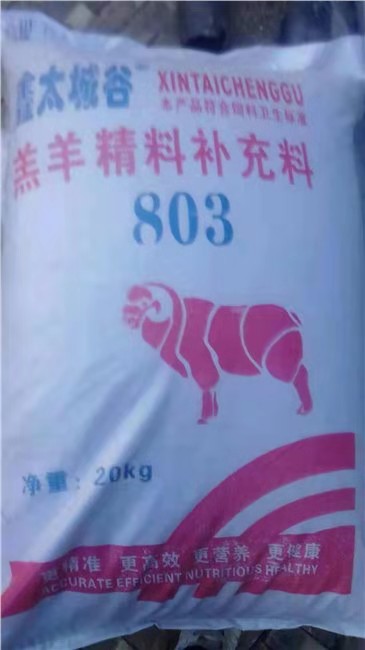 鑫太城谷
XINTAICHENGGU
本产品符合饲料卫生标准
羔羊精料补充料
803
净重：20kg
更精准 更高效 更营养 更健康
ACCURATE EFFICIENT NUTRITIOUS HEALTHY